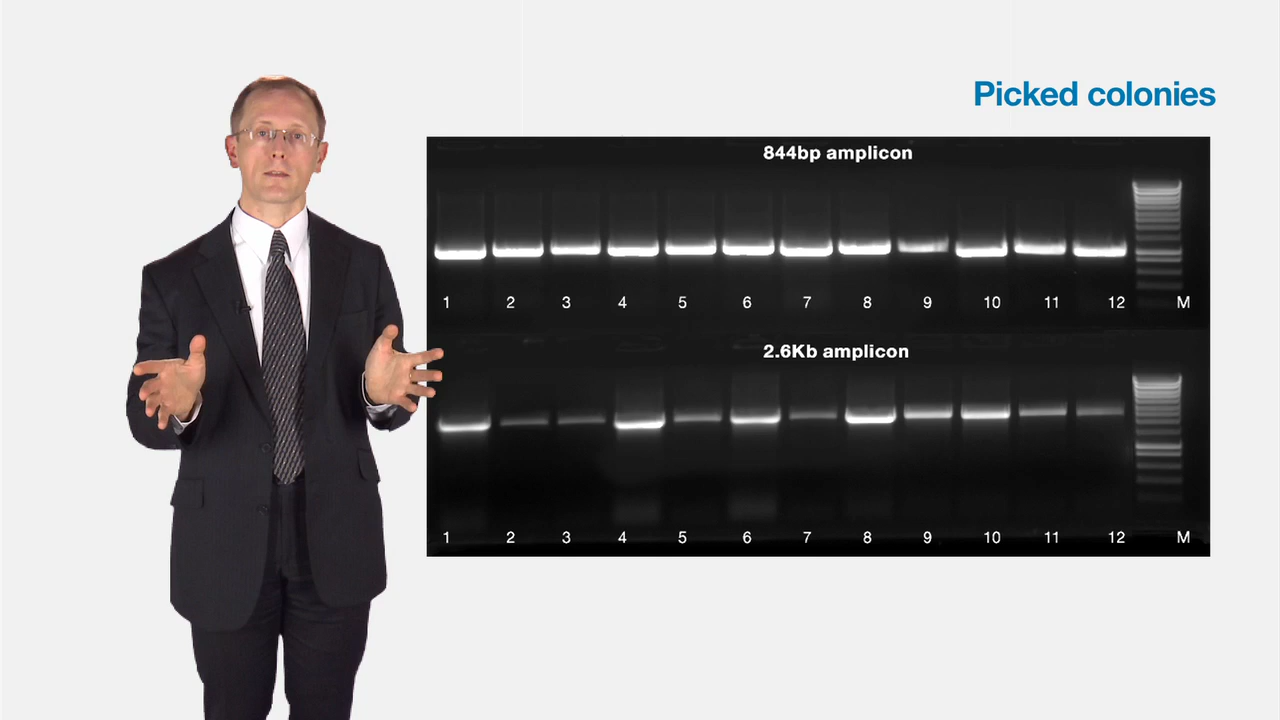 Picked colonies
844bp amplicon
1 2 3 4 5 6 7 8 9 10 11 12 M
2.6Kb amplicon
1 2 3 4 5 6 7 8 9 10 11 12 M